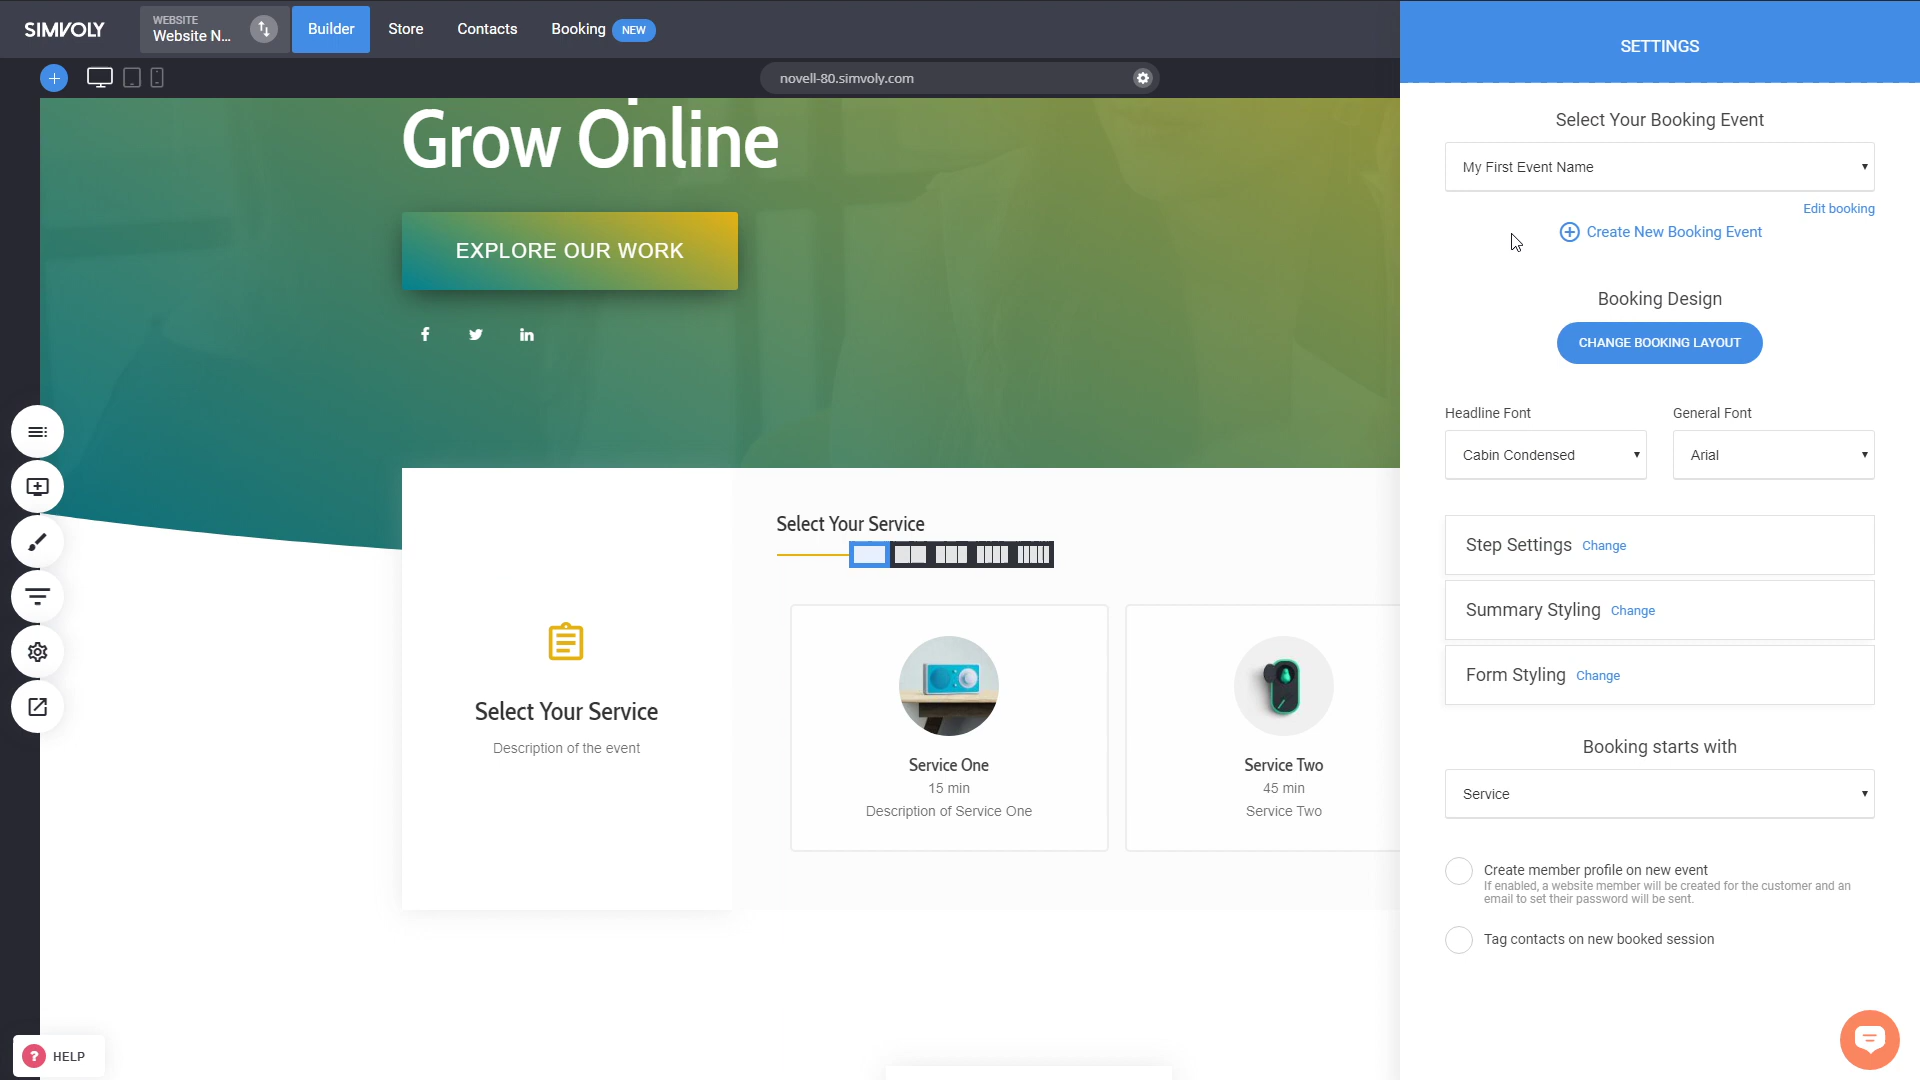 SIMVOLY
WEBSITE
Website N...
Builder
Store
Contacts
Booking NEW
SETTINGS
novell-80.simvoly.com
Grow Online
EXPLORE OUR WORK
Select Your Service
Select Your Service
Description of the event
Service One
15 min
Description of Service One
Service Two
45 min
Service Two
Select Your Booking Event
My First Event Name
Edit booking
Create New Booking Event
Booking Design
CHANGE BOOKING LAYOUT
Headline Font
General Font
Cabin Condensed
Arial
Step Settings Change
Summary Styling Change
Form Styling Change
Booking starts with
Service
Create member profile on new event
If enabled, a website member will be created for the customer and an
email to set their password will be sent.
Tag contacts on new booked session
? HELP